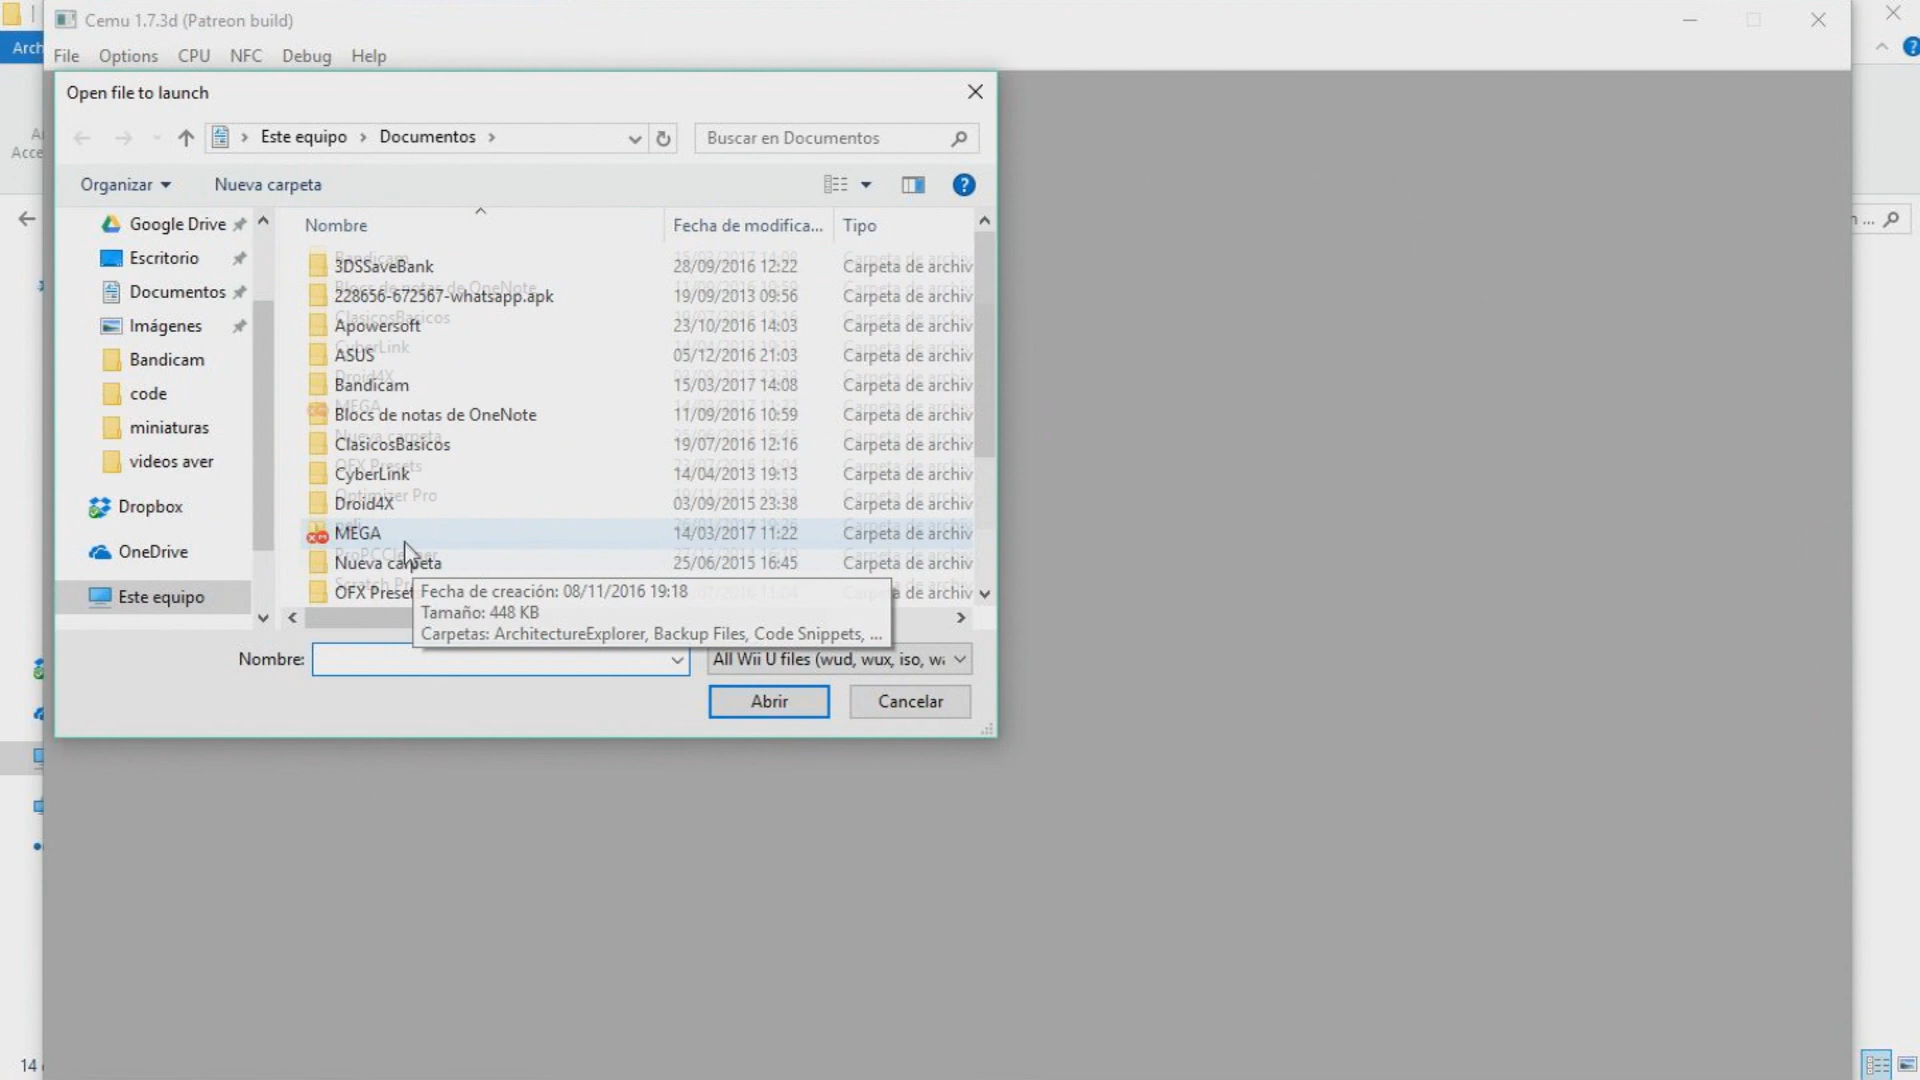 Cemu 1.7.3d (Patreon build)
Arch
File Options CPU NFC Debug Help
Open file to launch
Este equipo > Documentos >
Buscar en Documentos
Acce
Organizar Nueva carpeta
Nombre Fecha de modifica... Tipo
Google Drive
Escritorio
Documentos
Imágenes
Bandicam
code
miniaturas
videos aver
Dropbox
OneDrive
Este equipo
3DSSaveBank 28/09/2016 12:22 Carpeta de archiv
228656-672567-whatsapp.apk 19/09/2013 09:56 Carpeta de archiv
Apowersoft 23/10/2016 14:03 Carpeta de archiv
ASUS 05/12/2016 21:03 Carpeta de archiv
Bandicam 15/03/2017 14:08 Carpeta de archiv
Blocs de notas de OneNote 11/09/2016 10:59 Carpeta de archiv
ClasicosBasicos 19/07/2016 12:16 Carpeta de archiv
CyberLink 14/04/2013 19:13 Carpeta de archiv
Droid4X 03/09/2015 23:38 Carpeta de archiv
MEGA 14/03/2017 11:22 Carpeta de archiv
Nueva carpeta 25/06/2015 16:45 Carpeta de archiv
OFX Preset a de archiv
Fecha de creación: 08/11/2016 19:18
Tamaño: 448 KB
Carpetas: ArchitectureExplorer, Backup Files, Code Snippets, ...
Nombre: All Wii U files (wud, wux, iso, wa
Abrir Cancelar
14